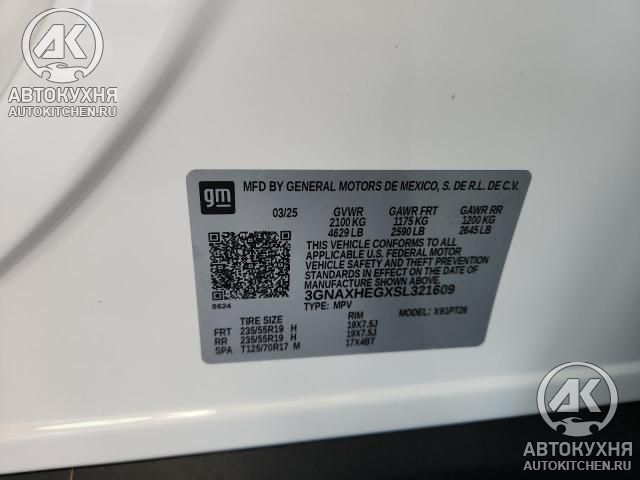 AK
АВТОКУХНЯ
AUTOKITCHEN.RU
gm
MFD BY GENERAL MOTORS DE MEXICO, S. DE R.L. DE C.V.
03/25 GVWR GAWR FRT GAWR RR
2100 KG 1175 KG 1200 KG
4629 LB 2590 LB 2645 LB
THIS VEHICLE CONFORMS TO ALL
APPLICABLE U.S. FEDERAL MOTOR
VEHICLE SAFETY AND THEFT PREVENTION
STANDARDS IN EFFECT ON THE DATE OF
MANUFACTURE SHOWN ABOVE.
3GNAXHEGXSL321609
8624 TYPE: MPV MODEL: X91PT26
TIRE SIZE RIM
FRT 235/55R19 H 19X7.5J
RR 235/55R19 H 19X7.5J
SPA T125/70R17 M 17X4BT
AK
АВТОКУХНЯ
AUTOKITCHEN.RU